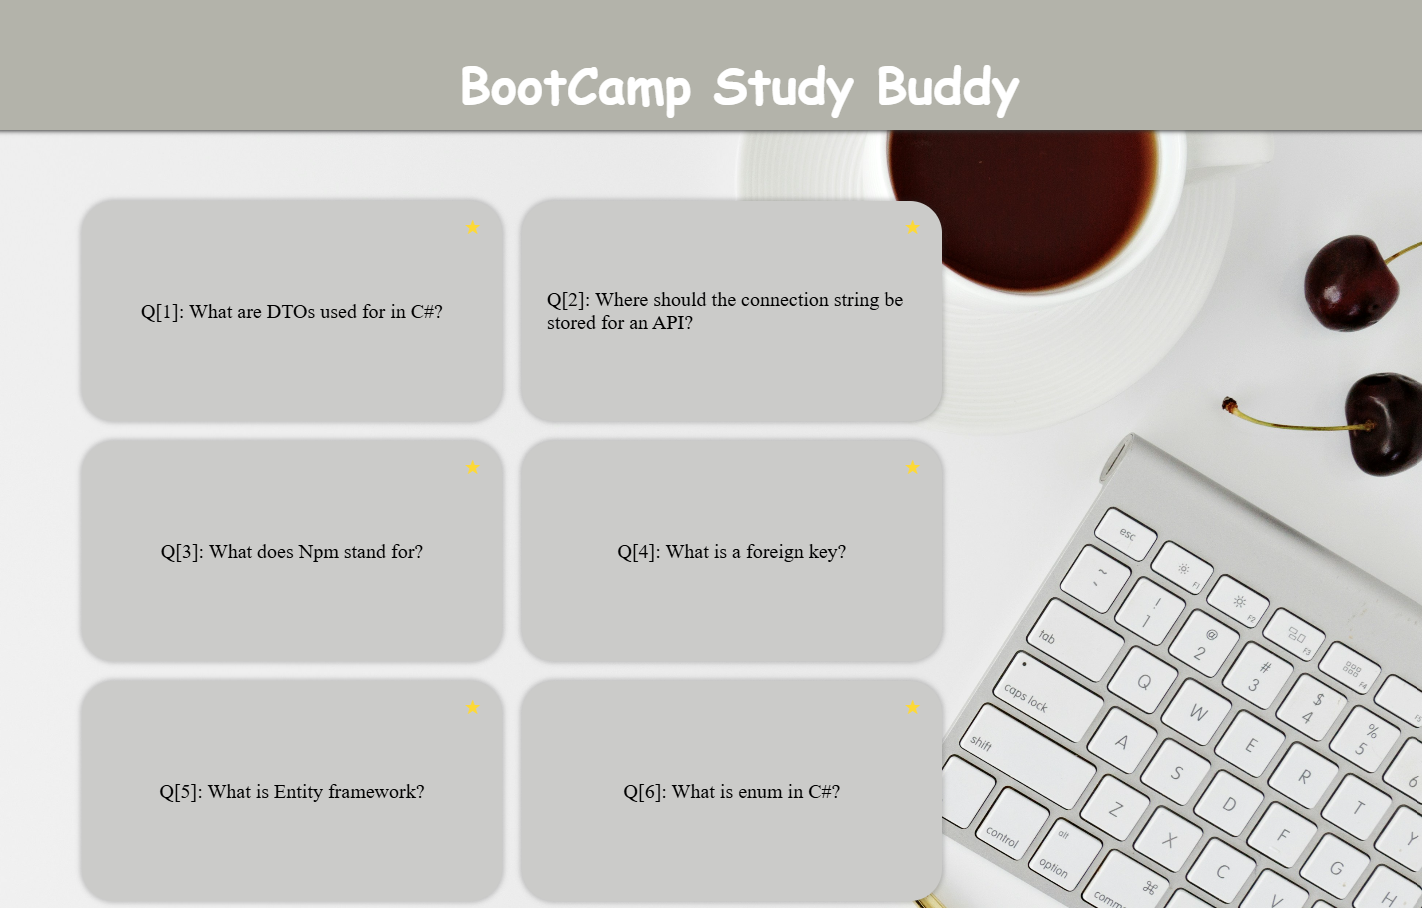 BootCamp Study Buddy
Q[1]: What are DTOs used for in C#?
Q[2]: Where should the connection string be
stored for an API?
Q[3]: What does Npm stand for?
Q[4]: What is a foreign key?
Q[5]: What is Entity framework?
Q[6]: What is enum in C#?
esc
F1
F2
F3
F4
F5
~
`
!
1
@
2
#
3
$
4
%
5
6
tab
Q
W
E
R
T
Y
caps lock
A
S
D
F
G
H
shift
Z
X
C
V
control
alt
option
⌘